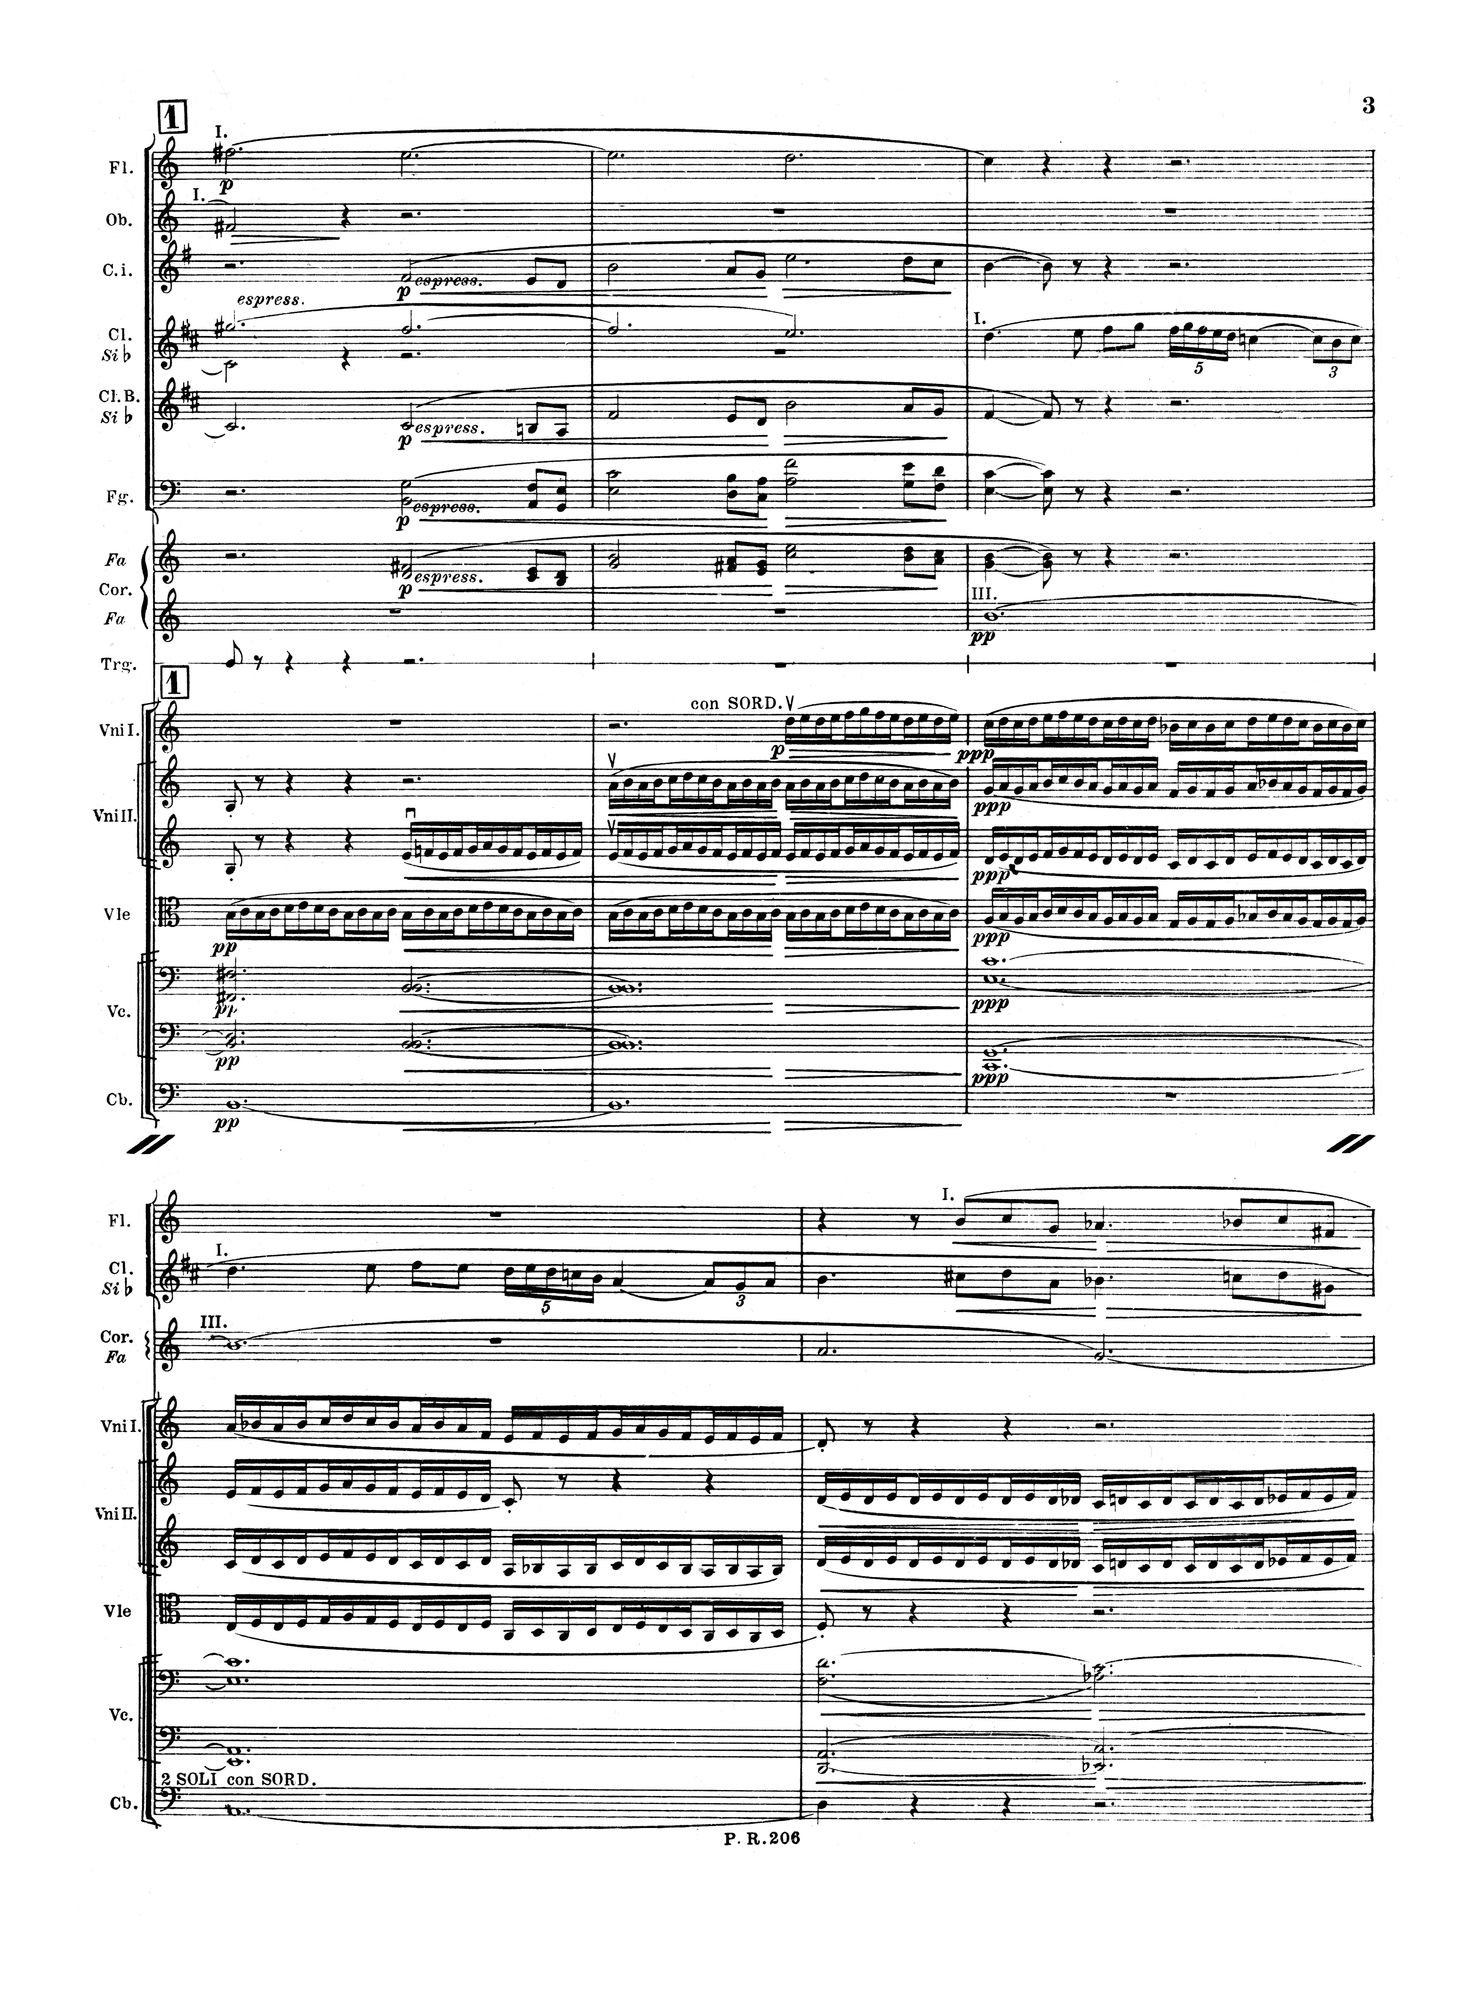 1
3
I.
Fl.
p
I.
Ob.
C.i.
p espress.
espress.
Cl.
Si♭
I.
5
3
Cl.B.
Si♭
p espress.
Fg.
p espress.
Fa
p espress.
Cor.
III.
Fa
pp
Trg.
1
con SORD.
Vni I.
p
ppp
Vni II.
ppp
ppp
Vle
pp
ppp
pp
ppp
Vc.
pp
ppp
Cb.
pp
I.
Fl.
I.
Cl.
Si♭
5
3
III.
Cor.
Fa
Vni I.
Vni II.
Vle
Vc.
2 SOLI con SORD.
Cb.
P. R. 206